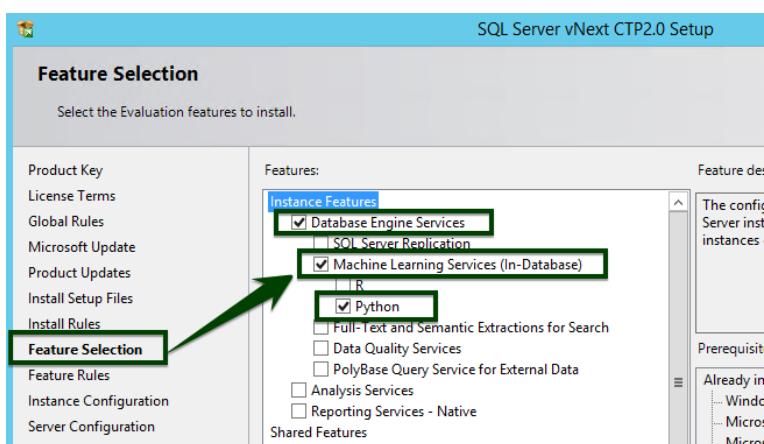 SQL Server vNext CTP2.0 Setup
Feature Selection
Select the Evaluation features to install.
Product Key
License Terms
Global Rules
Microsoft Update
Product Updates
Install Setup Files
Install Rules
Feature Selection
Feature Rules
Instance Configuration
Server Configuration
Features:
Instance Features
Database Engine Services
SQL Server Replication
Machine Learning Services (In-Database)
R
Python
Full-Text and Semantic Extractions for Search
Data Quality Services
PolyBase Query Service for External Data
Analysis Services
Reporting Services - Native
Shared Features
Feature des
The config
Server inst
instances
Prerequisit
Already in
Windo
Micros
Micros